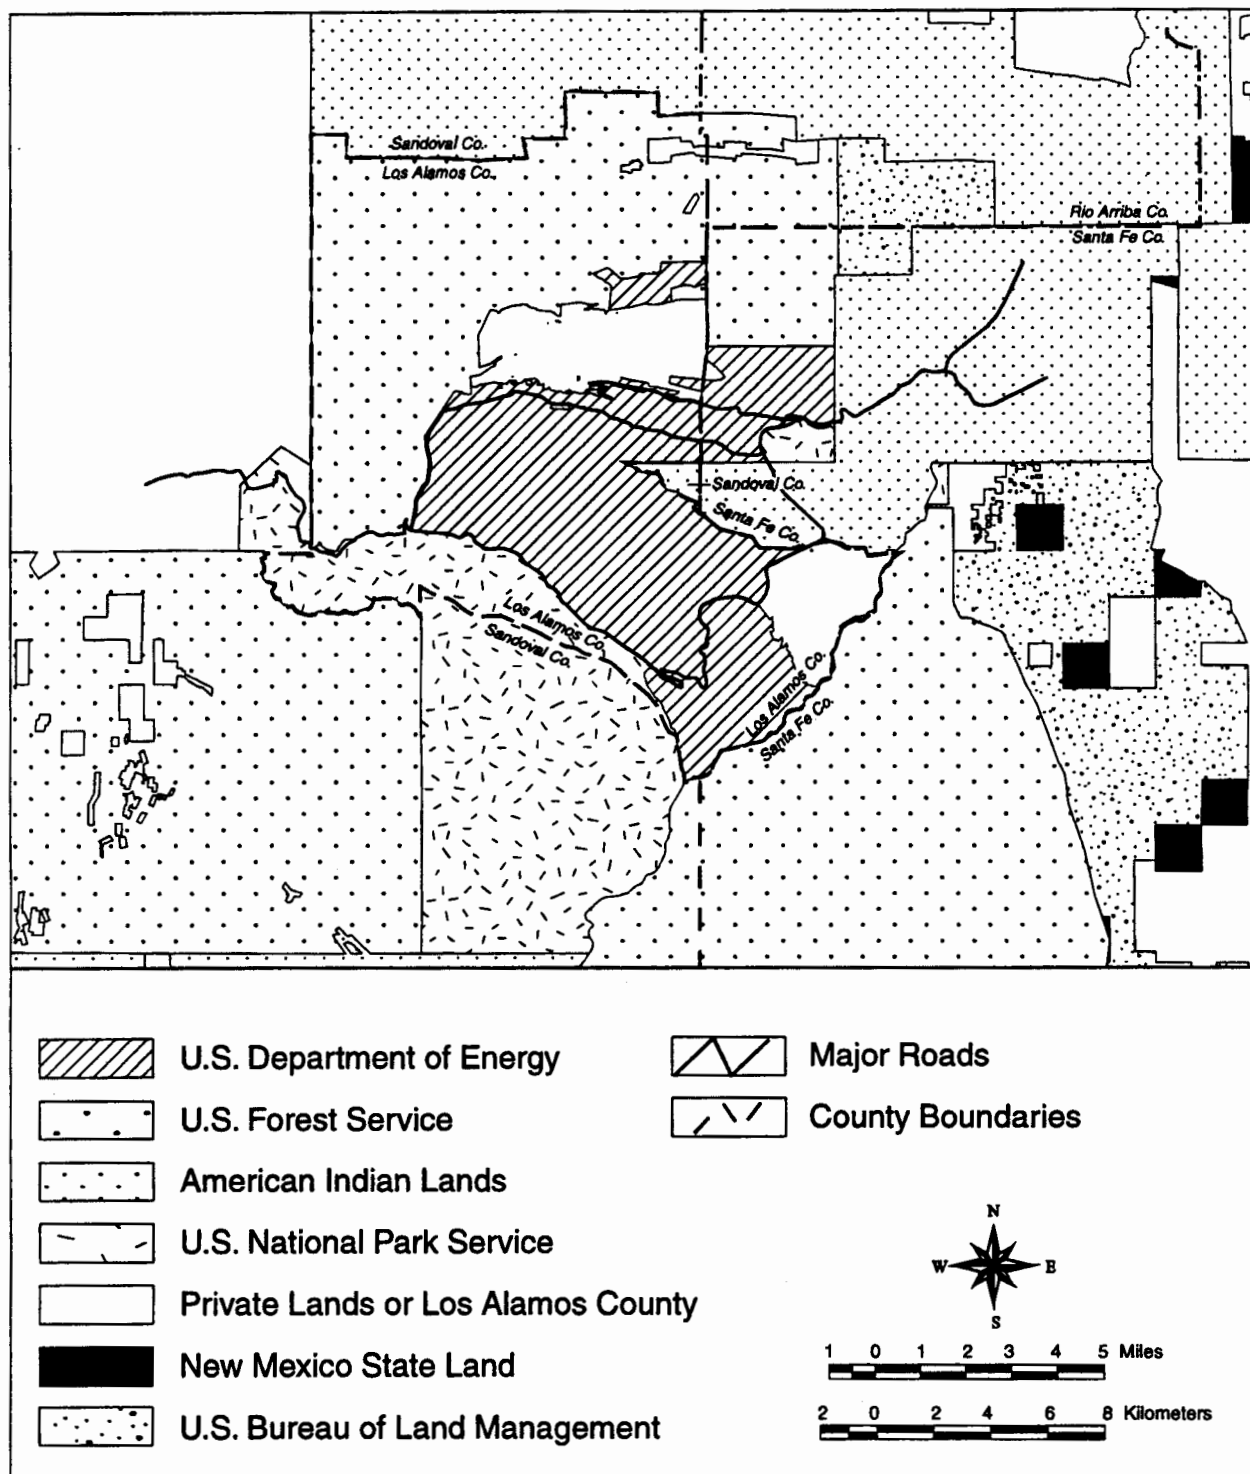 Sandoval Co.
Los Alamos Co.
Rio Arriba Co.
Santa Fe Co.
Sandoval Co.
Santa Fe Co.
Los Alamos Co.
Sandoval Co.
Los Alamos Co.
Santa Fe Co.
U.S. Department of Energy
U.S. Forest Service
American Indian Lands
U.S. National Park Service
Private Lands or Los Alamos County
New Mexico State Land
U.S. Bureau of Land Management
Major Roads
County Boundaries
N
W E
S
1 0 1 2 3 4 5 Miles
2 0 2 4 6 8 Kilometers